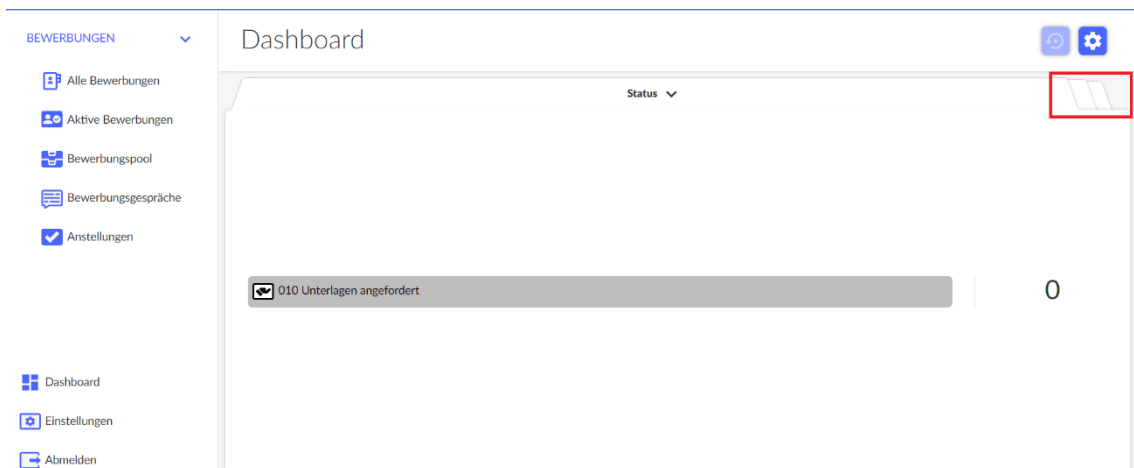 BEWERBUNGEN
Alle Bewerbungen
Aktive Bewerbungen
Bewerbungspool
Bewerbungsgespräche
Anstellungen
Dashboard
Einstellungen
Abmelden
Dashboard
Status
010 Unterlagen angefordert
0